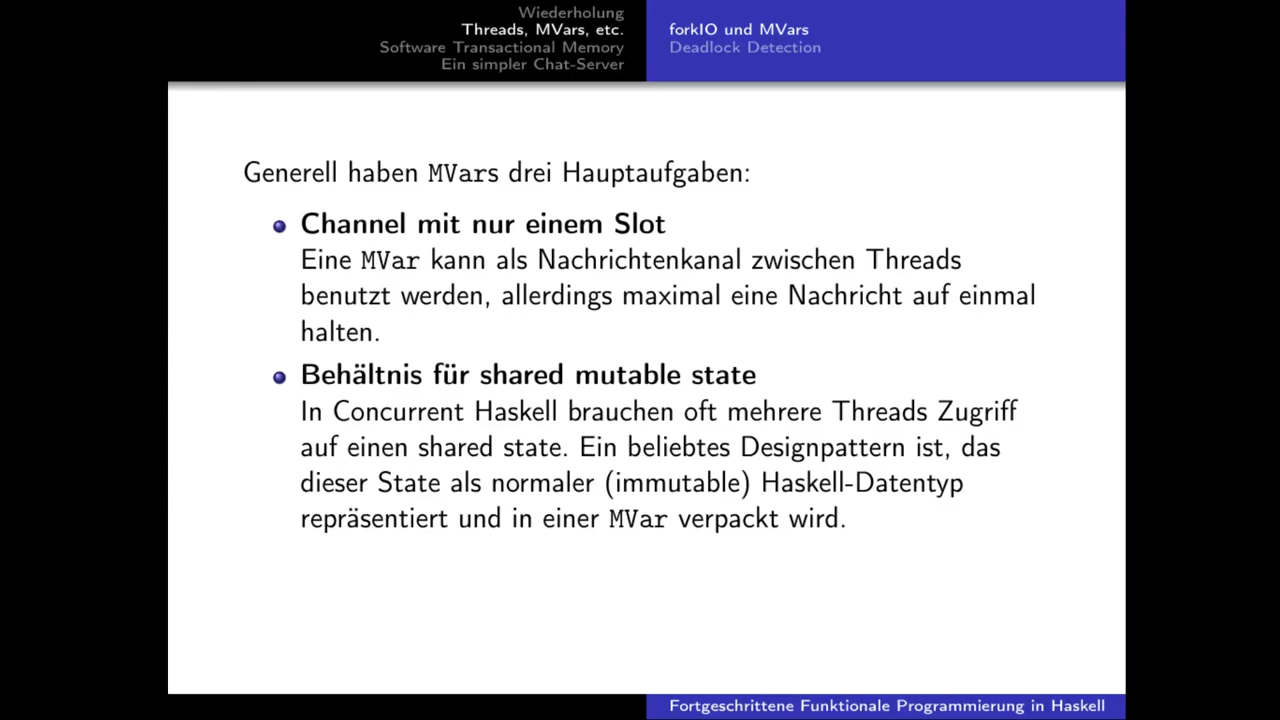 Wiederholung
Threads, MVars, etc.
Software Transactional Memory
Ein simpler Chat-Server
forkIO und MVars
Deadlock Detection
Generell haben MVars drei Hauptaufgaben:
Channel mit nur einem Slot
Eine MVar kann als Nachrichtenkanal zwischen Threads
benutzt werden, allerdings maximal eine Nachricht auf einmal
halten.
Behältnis für shared mutable state
In Concurrent Haskell brauchen oft mehrere Threads Zugriff
auf einen shared state. Ein beliebtes Designpattern ist, das
dieser State als normaler (immutable) Haskell-Datentyp
repräsentiert und in einer MVar verpackt wird.
Fortgeschrittene Funktionale Programmierung in Haskell